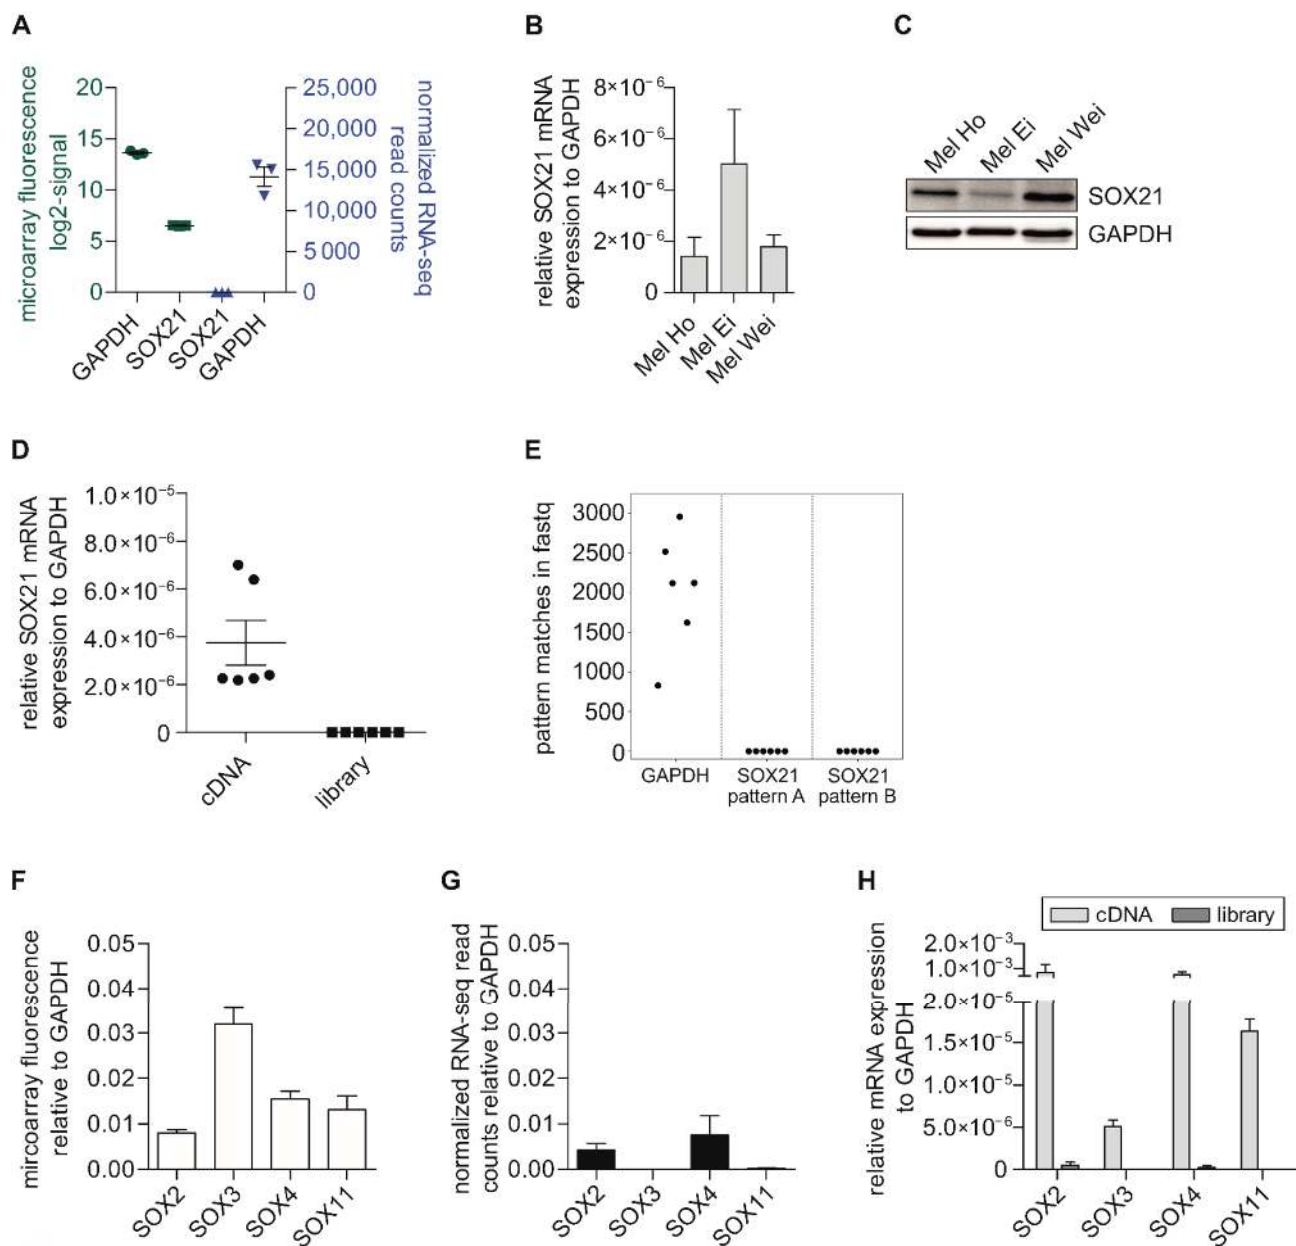 A
microarray fluorescence
log2-signal
20
15
10
5
0
25,000
20,000
15,000
10,000
5 000
0
normalized RNA-seq
read counts
GAPDH
SOX21
SOX21
GAPDH
B
relative SOX21 mRNA
expression to GAPDH
8×10⁻⁶
6×10⁻⁶
4×10⁻⁶
2×10⁻⁶
0
Mel Ho
Mel Ei
Mel Wei
C
Mel Ho
Mel Ei
Mel Wei
SOX21
GAPDH
D
relative SOX21 mRNA
expression to GAPDH
1.0×10⁻⁵
8.0×10⁻⁶
6.0×10⁻⁶
4.0×10⁻⁶
2.0×10⁻⁶
0
cDNA
library
E
pattern matches in fastq
3000
2500
2000
1500
1000
500
0
GAPDH
SOX21
pattern A
SOX21
pattern B
F
mircoarray fluorescence
relative to GAPDH
0.05
0.04
0.03
0.02
0.01
0.00
SOX2
SOX3
SOX4
SOX11
G
normalized RNA-seq read
counts relative to GAPDH
0.05
0.04
0.03
0.02
0.01
0.00
SOX2
SOX3
SOX4
SOX11
H
cDNA
library
relative mRNA expression
to GAPDH
2.0×10⁻³
1.0×10⁻³
2.0×10⁻⁵
1.5×10⁻⁵
1.0×10⁻⁵
5.0×10⁻⁶
0
SOX2
SOX3
SOX4
SOX11